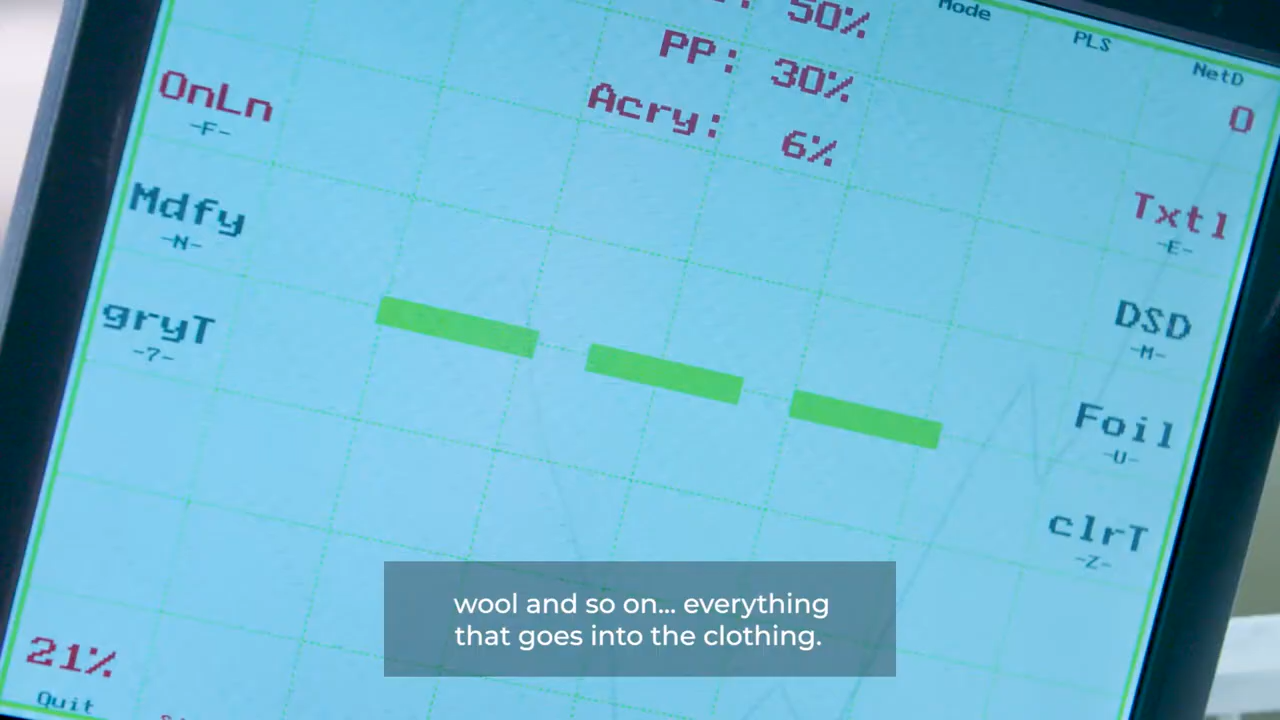 50%
Mode
PLS
NetD
PP: 30%
Acry: 6%
0
OnLn
-F-
Mdfy
-N-
gryT
-7-
Txtl
-E-
DSD
-M-
Foil
-U-
clrT
-Z-
21%
Quit
wool and so on... everything
that goes into the clothing.